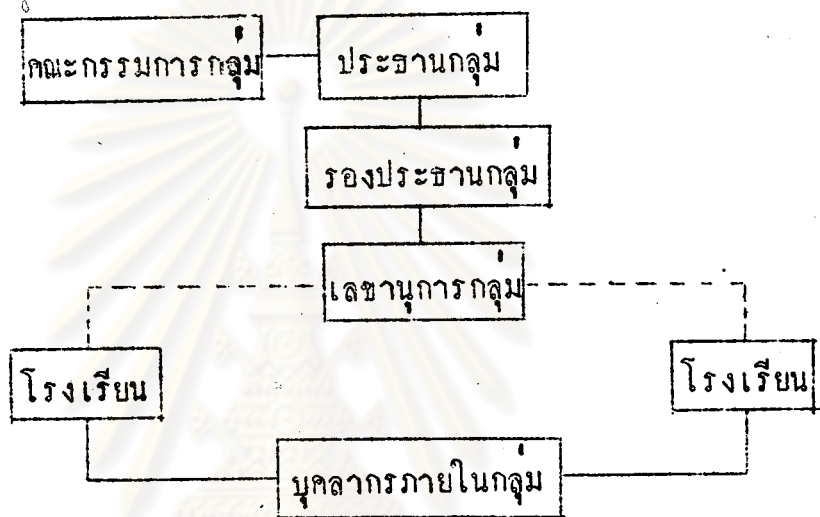 คณะกรรมการกลุ่ม
ประธานกลุ่ม
รองประธานกลุ่ม
เลขานุการกลุ่ม
โรงเรียน
โรงเรียน
บุคลากรภายในกลุ่ม